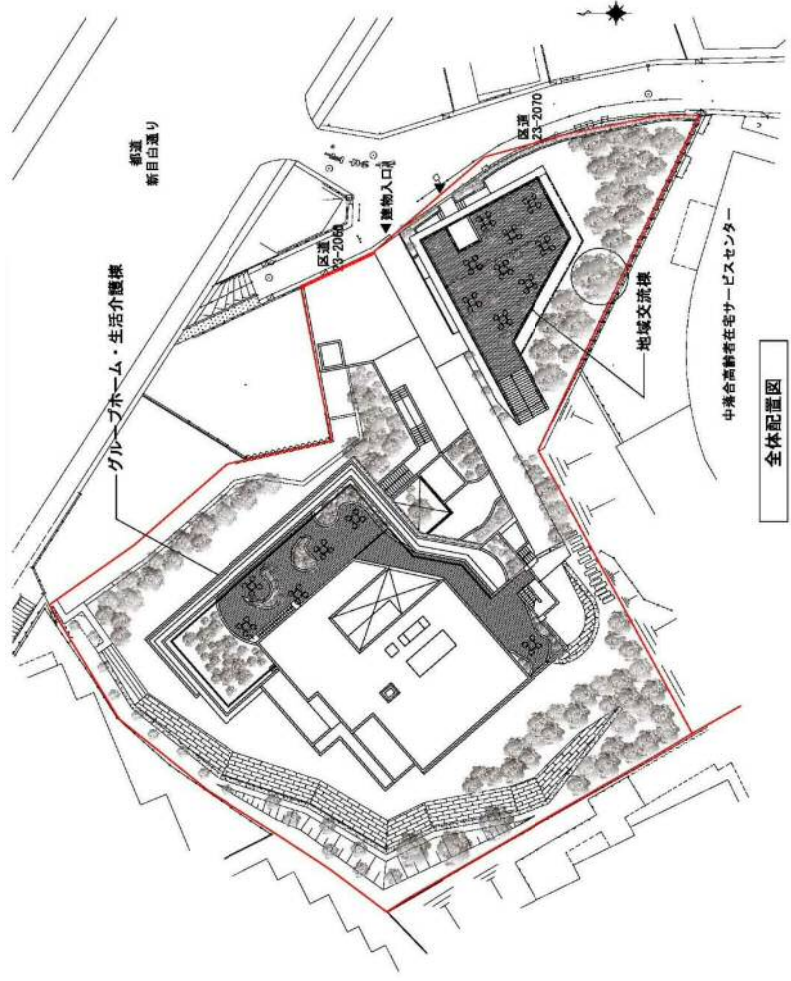 都道
新目白通り
グループホーム・生活介護棟
区道
23-2060
◀建物入口
区道
23-2070
地域交流棟
中落合高齢者在宅サービスセンター
全体配置図